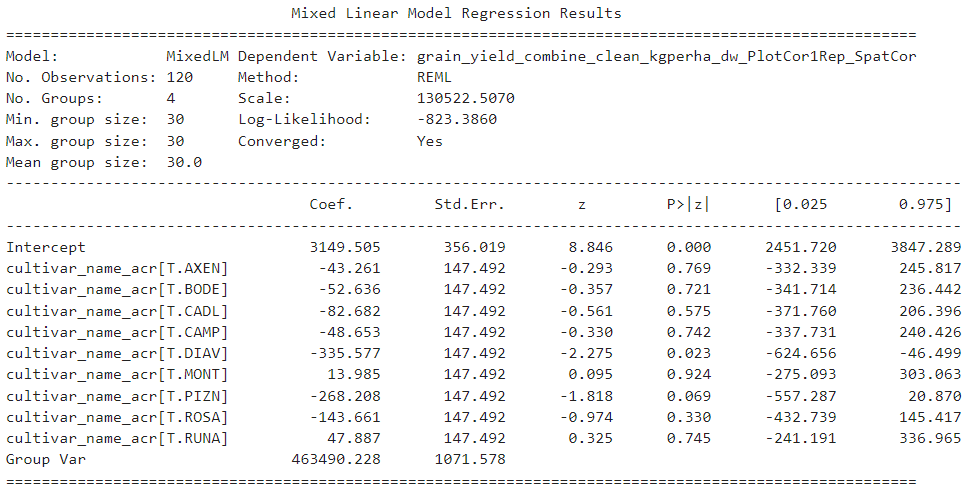 Mixed Linear Model Regression Results
================================================================================================
Model: MixedLM Dependent Variable: grain_yield_combine_clean_kgperha_dw_PlotCor1Rep_SpatCor
No. Observations: 120 Method: REML
No. Groups: 4 Scale: 130522.5070
Min. group size: 30 Log-Likelihood: -823.3860
Max. group size: 30 Converged: Yes
Mean group size: 30.0
------------------------------------------------------------------------------------------------
Coef. Std.Err. z P>|z| [0.025 0.975]
------------------------------------------------------------------------------------------------
Intercept 3149.505 356.019 8.846 0.000 2451.720 3847.289
cultivar_name_acr[T.AXEN] -43.261 147.492 -0.293 0.769 -332.339 245.817
cultivar_name_acr[T.BODE] -52.636 147.492 -0.357 0.721 -341.714 236.442
cultivar_name_acr[T.CADL] -82.682 147.492 -0.561 0.575 -371.760 206.396
cultivar_name_acr[T.CAMP] -48.653 147.492 -0.330 0.742 -337.731 240.426
cultivar_name_acr[T.DIAV] -335.577 147.492 -2.275 0.023 -624.656 -46.499
cultivar_name_acr[T.MONT] 13.985 147.492 0.095 0.924 -275.093 303.063
cultivar_name_acr[T.PIZN] -268.208 147.492 -1.818 0.069 -557.287 20.870
cultivar_name_acr[T.ROSA] -143.661 147.492 -0.974 0.330 -432.739 145.417
cultivar_name_acr[T.RUNA] 47.887 147.492 0.325 0.745 -241.191 336.965
Group Var 463490.228 1071.578
================================================================================================